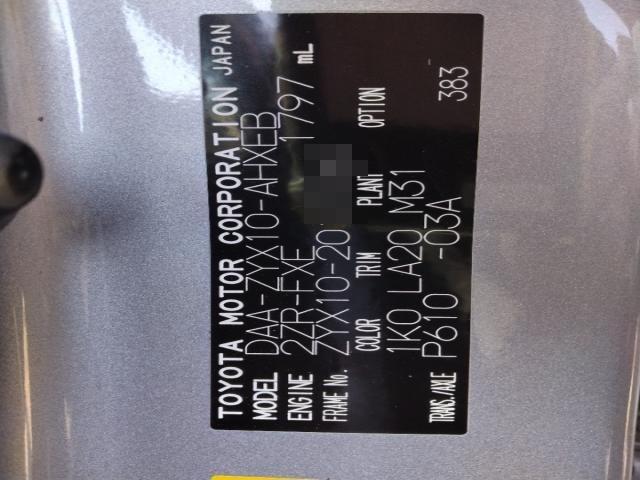 TOYOTA MOTOR CORPORATION JAPAN
MODEL DAA-ZYX10-AHXEB
ENGINE 2ZR-FXE 1797 mL
FRAME No. ZYX10-20
COLOR TRIM PLANT OPTION
1K0 LA20 M31
TRANS./AXLE P610 -03A 383